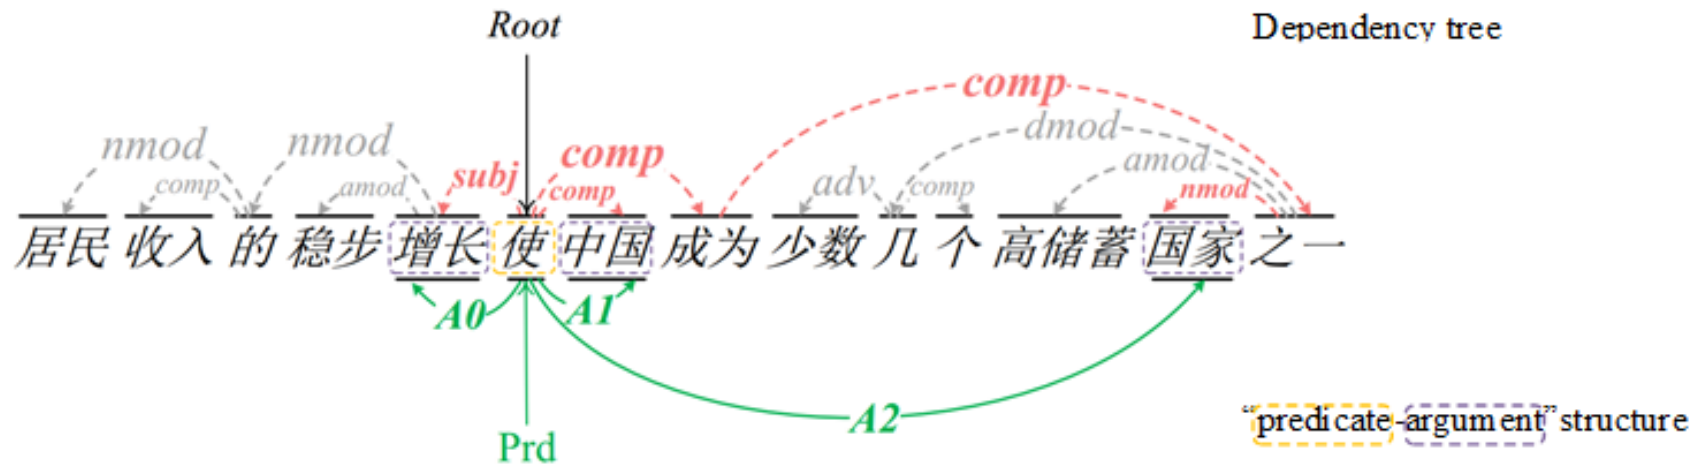 Root
Dependency tree
comp
nmod nmod dmod
comp amod
comp amod subj comp adv comp nmod
居民 收入 的 稳步 增长 使 中国 成为 少数 几 个 高储蓄 国家 之一
A0 A1
A2
"predicate-argument" structure
Prd